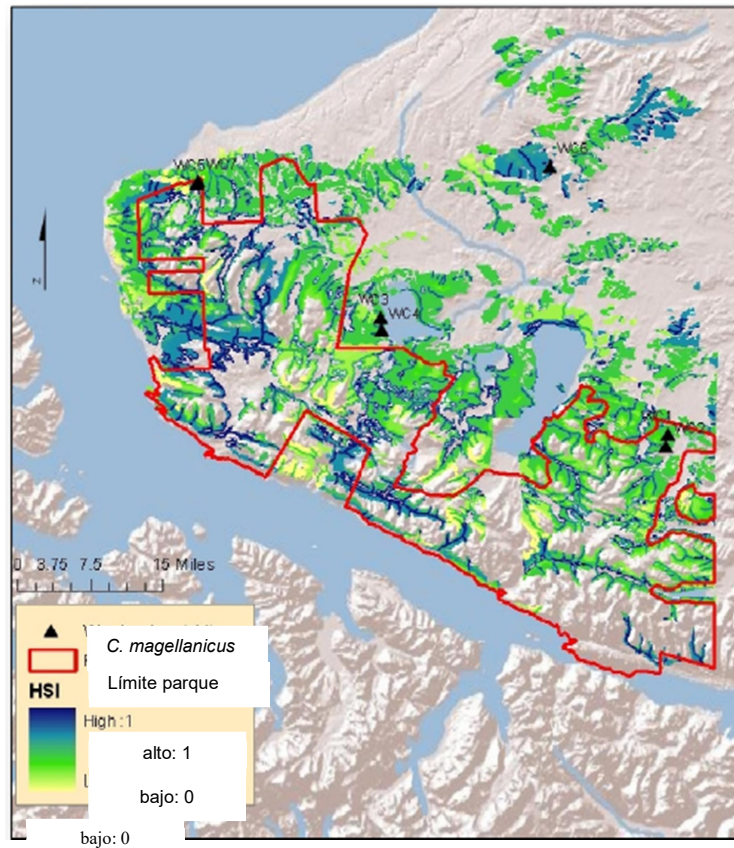 WC5WC7
WC6
WC3
WC4
WC2
Z
0 3.75 7.5 15 Miles
C. magellanicus
Límite parque
HSI
High : 1
alto: 1
bajo: 0
bajo: 0